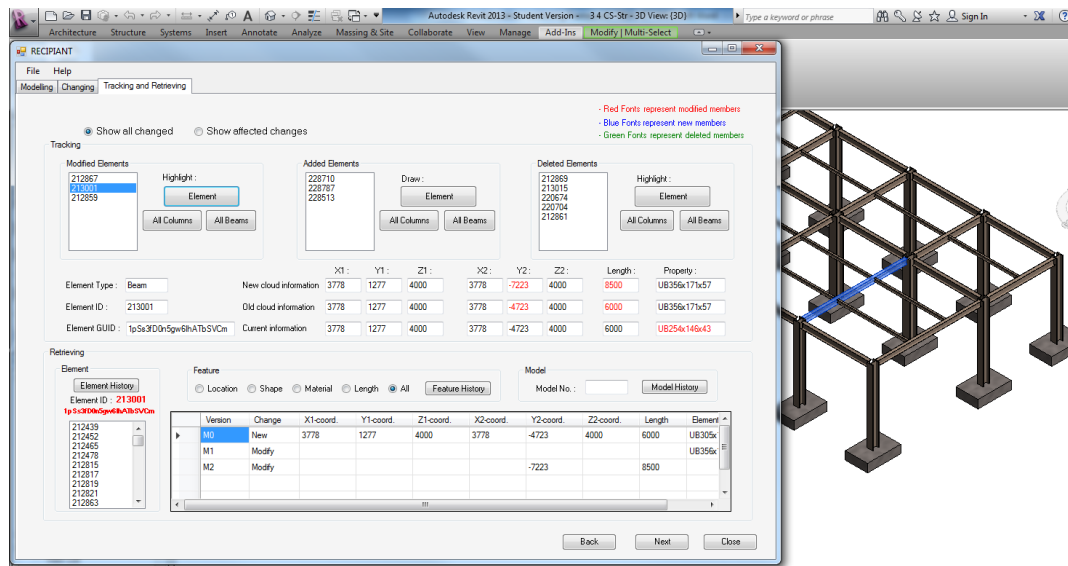 Autodesk Revit 2013 - Student Version - 3 4 CS-Str - 3D View: {3D}
Type a keyword or phrase
Sign In
Architecture Structure Systems Insert Annotate Analyze Massing & Site Collaborate View Manage Add-Ins Modify | Multi-Select
RECIPIANT
File Help
Modelling Changing Tracking and Retrieving
- Red Fonts represent modified members
- Blue Fonts represent new members
- Green Fonts represent deleted members
Show all changed Show affected changes
Tracking
Modified Elements Added Elements Deleted Elements
212867 Highlight : 228710 Draw : 212869 Highlight :
213001 Element 228787 Element 213015 Element
212859 228513 220674
220704
All Columns All Beams All Columns All Beams 212861 All Columns All Beams
X1 : Y1 : Z1 : X2 : Y2 : Z2 : Length : Property :
Element Type : Beam New cloud information 3778 1277 4000 3778 -7223 4000 8500 UB356x171x57
Element ID : 213001 Old cloud information 3778 1277 4000 3778 -4723 4000 6000 UB356x171x57
Element GUID : 1pSs3fD0n5gw6lhATbSVCm Current information 3778 1277 4000 3778 -4723 4000 6000 UB254x146x43
Retrieving
Element Feature Model
Element History Location Shape Material Length All Feature History Model No. : Model History
Element ID : 213001
1pSs3fD0n5gw6lhATbSVCm
Version Change X1-coord. Y1-coord. Z1-coord. X2-coord. Y2-coord. Z2-coord. Length Element
M0 New 3778 1277 4000 3778 -4723 4000 6000 UB305x
M1 Modify UB356x
M2 Modify -7223 8500
212439
212452
212465
212478
212815
212817
212819
212821
212863
Back Next Close